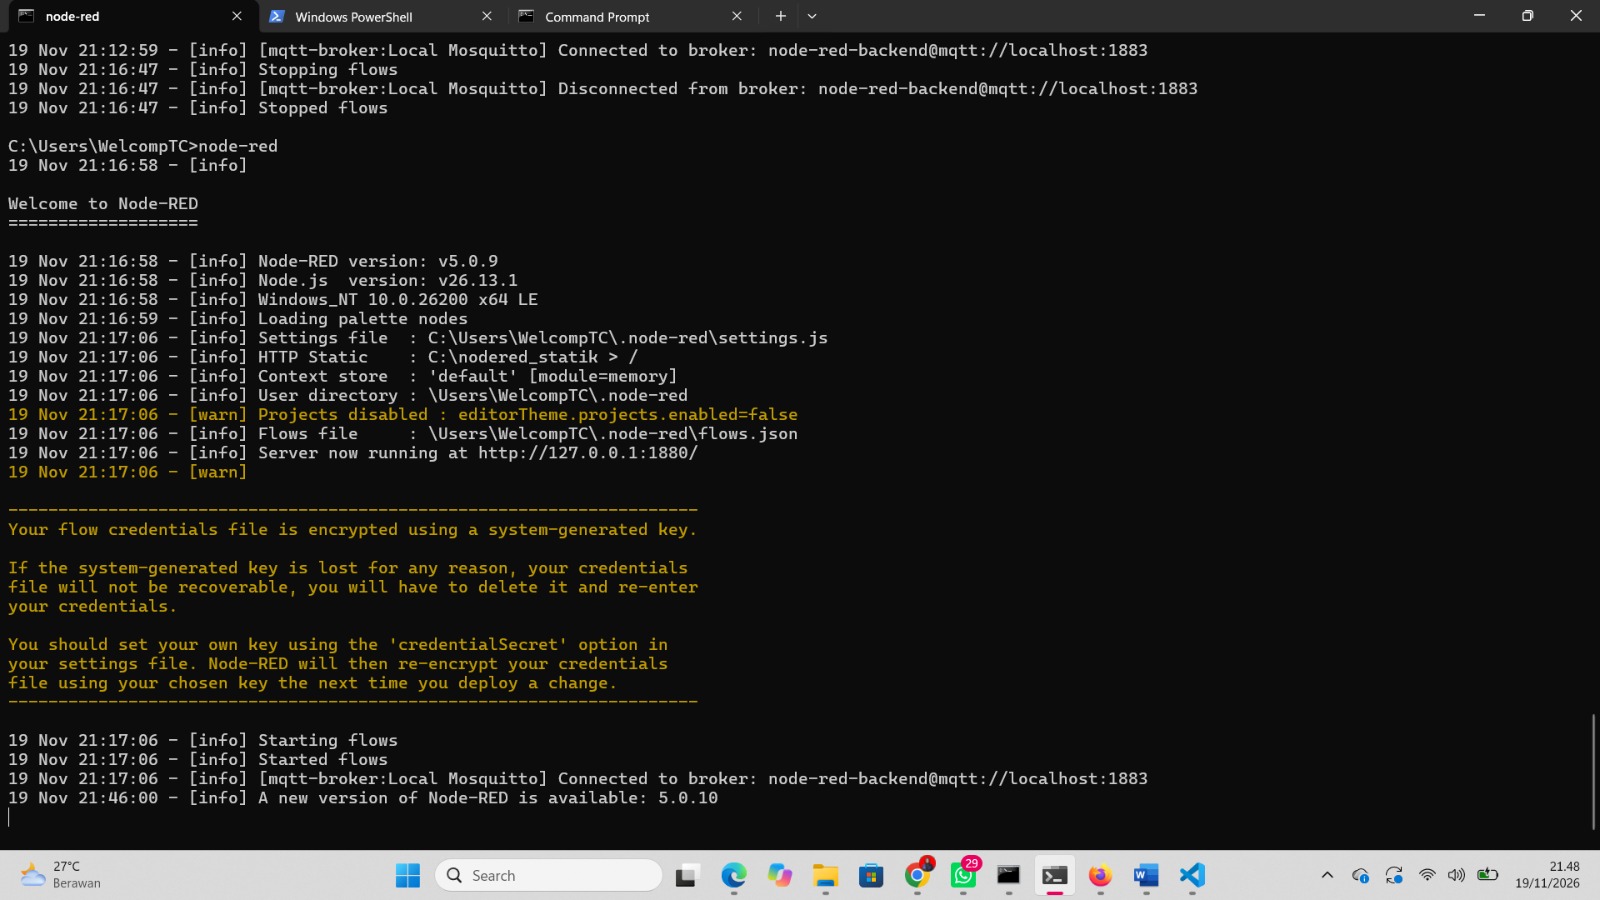 node-red
Windows PowerShell
Command Prompt
19 Nov 21:12:59 - [info] [mqtt-broker:Local Mosquitto] Connected to broker: node-red-backend@mqtt://localhost:1883
19 Nov 21:16:47 - [info] Stopping flows
19 Nov 21:16:47 - [info] [mqtt-broker:Local Mosquitto] Disconnected from broker: node-red-backend@mqtt://localhost:1883
19 Nov 21:16:47 - [info] Stopped flows
C:\Users\WelcompTC>node-red
19 Nov 21:16:58 - [info]
Welcome to Node-RED
===================
19 Nov 21:16:58 - [info] Node-RED version: v5.0.9
19 Nov 21:16:58 - [info] Node.js  version: v26.13.1
19 Nov 21:16:58 - [info] Windows_NT 10.0.26200 x64 LE
19 Nov 21:16:59 - [info] Loading palette nodes
19 Nov 21:17:06 - [info] Settings file  : C:\Users\WelcompTC\.node-red\settings.js
19 Nov 21:17:06 - [info] HTTP Static    : C:\nodered_statik > /
19 Nov 21:17:06 - [info] Context store  : 'default' [module=memory]
19 Nov 21:17:06 - [info] User directory : \Users\WelcompTC\.node-red
19 Nov 21:17:06 - [warn] Projects disabled : editorTheme.projects.enabled=false
19 Nov 21:17:06 - [info] Flows file     : \Users\WelcompTC\.node-red\flows.json
19 Nov 21:17:06 - [info] Server now running at http://127.0.0.1:1880/
19 Nov 21:17:06 - [warn]
---------------------------------------------------------------------
Your flow credentials file is encrypted using a system-generated key.
If the system-generated key is lost for any reason, your credentials
file will not be recoverable, you will have to delete it and re-enter
your credentials.
You should set your own key using the 'credentialSecret' option in
your settings file. Node-RED will then re-encrypt your credentials
file using your chosen key the next time you deploy a change.
---------------------------------------------------------------------
19 Nov 21:17:06 - [info] Starting flows
19 Nov 21:17:06 - [info] Started flows
19 Nov 21:17:06 - [info] [mqtt-broker:Local Mosquitto] Connected to broker: node-red-backend@mqtt://localhost:1883
19 Nov 21:46:00 - [info] A new version of Node-RED is available: 5.0.10
27°C
Berawan
Search
29
21.48
19/11/2026